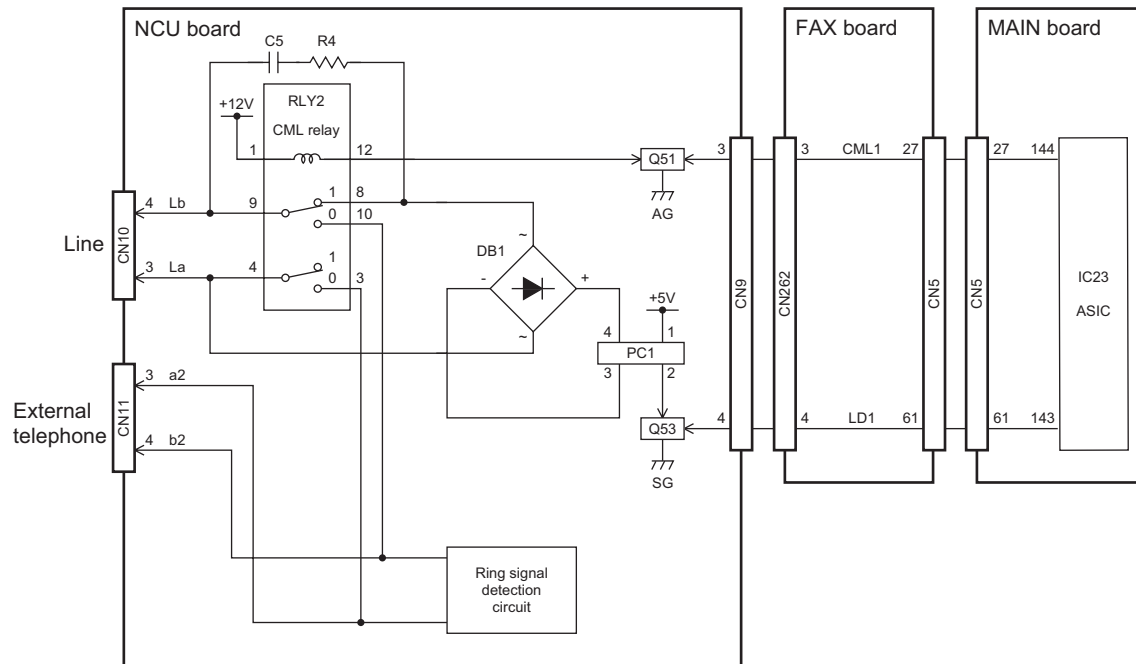 NCU board
FAX board
MAIN board
C5
R4
+12V
RLY2
CML relay
1
12
Q51
AG
3
3
CML1
27
27
144
4
Lb
9
1
8
0
10
Line
CN10
3
La
4
1
0
3
DB1
~
-
+
~
+5V
4
1
PC1
3
2
CN9
CN262
CN5
CN5
IC23
ASIC
External
telephone
CN11
3
a2
4
b2
Q53
SG
4
4
LD1
61
61
143
Ring signal
detection
circuit